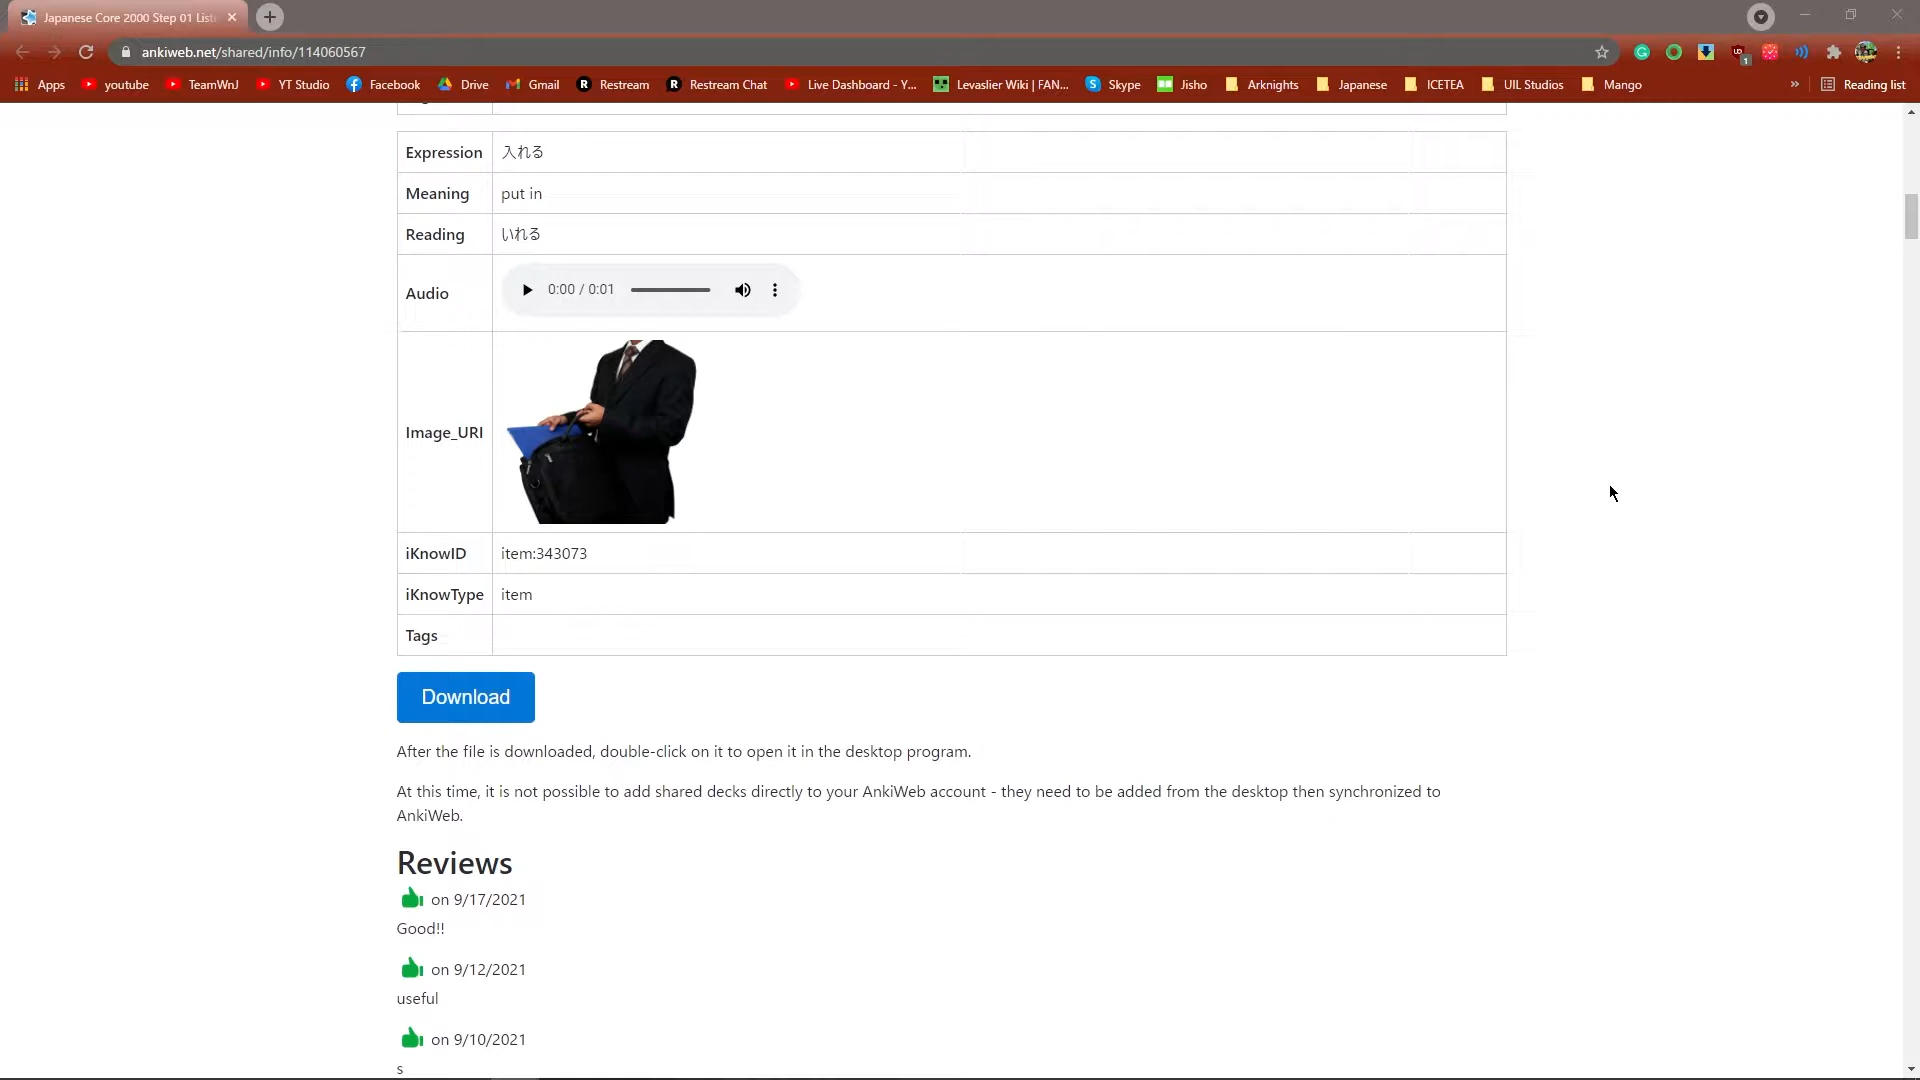 Japanese Core 2000 Step 01 List
ankiweb.net/shared/info/114060567
Apps youtube TeamWnJ YT Studio Facebook Drive Gmail Restream Restream Chat Live Dashboard - Y... Levaslier Wiki | FAN... Skype Jisho Arknights Japanese ICETEA UIL Studios Mango » Reading list
Expression 入れる
Meaning put in
Reading いれる
Audio 0:00 / 0:01
Image_URI
iKnowID item:343073
iKnowType item
Tags
Download
After the file is downloaded, double-click on it to open it in the desktop program.
At this time, it is not possible to add shared decks directly to your AnkiWeb account - they need to be added from the desktop then synchronized to
AnkiWeb.
Reviews
on 9/17/2021
Good!!
on 9/12/2021
useful
on 9/10/2021
s